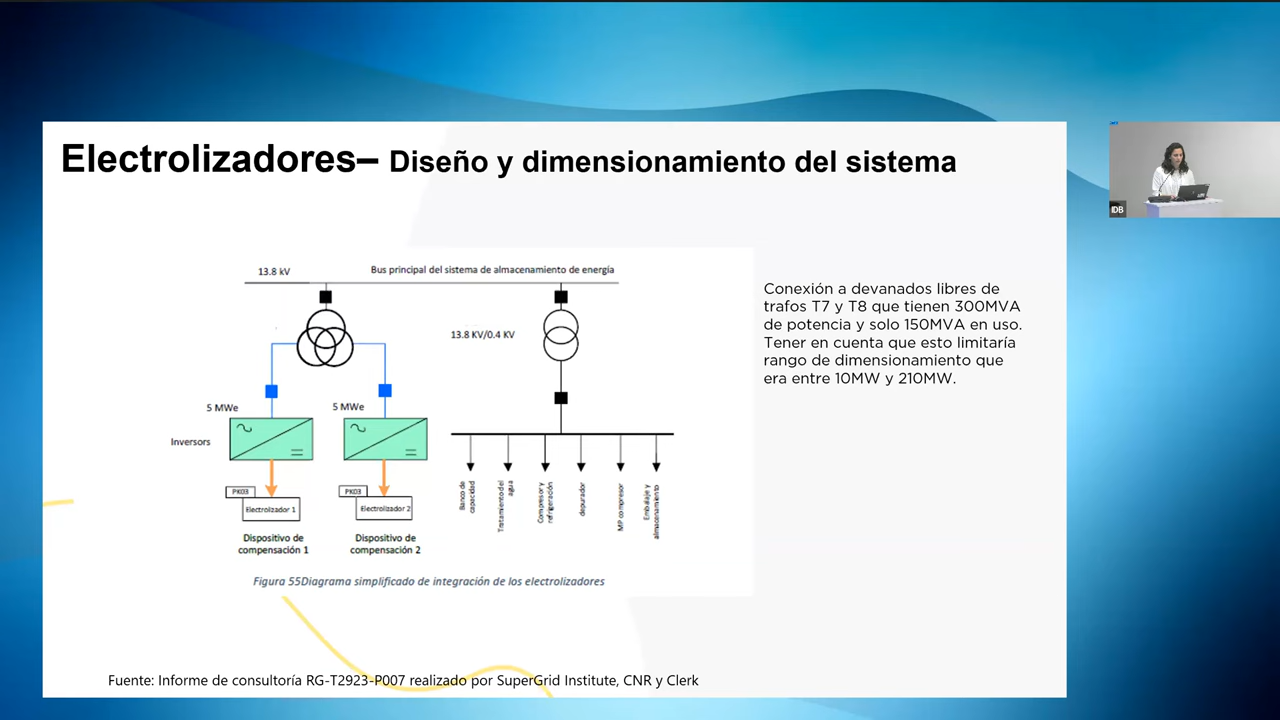 Electrolizadores– Diseño y dimensionamiento del sistema
13.8 kV
Bus principal del sistema de almacenamiento de energía
13.8 KV/0.4 KV
5 MWe
5 MWe
Inversors
PK03
PK03
Electrolizador 1
Electrolizador 2
Dispositivo de
compensación 1
Dispositivo de
compensación 2
Banco de
capacidad
Tratamiento del
agua
Compresor y
refrigeración
depurador
MP compresor
Embalaje y
almacenamiento
Figura 55Diagrama simplificado de integración de los electrolizadores
Conexión a devanados libres de
trafos T7 y T8 que tienen 300MVA
de potencia y solo 150MVA en uso.
Tener en cuenta que esto limitaría
rango de dimensionamiento que
era entre 10MW y 210MW.
Fuente: Informe de consultoría RG-T2923-P007 realizado por SuperGrid Institute, CNR y Clerk
IDB